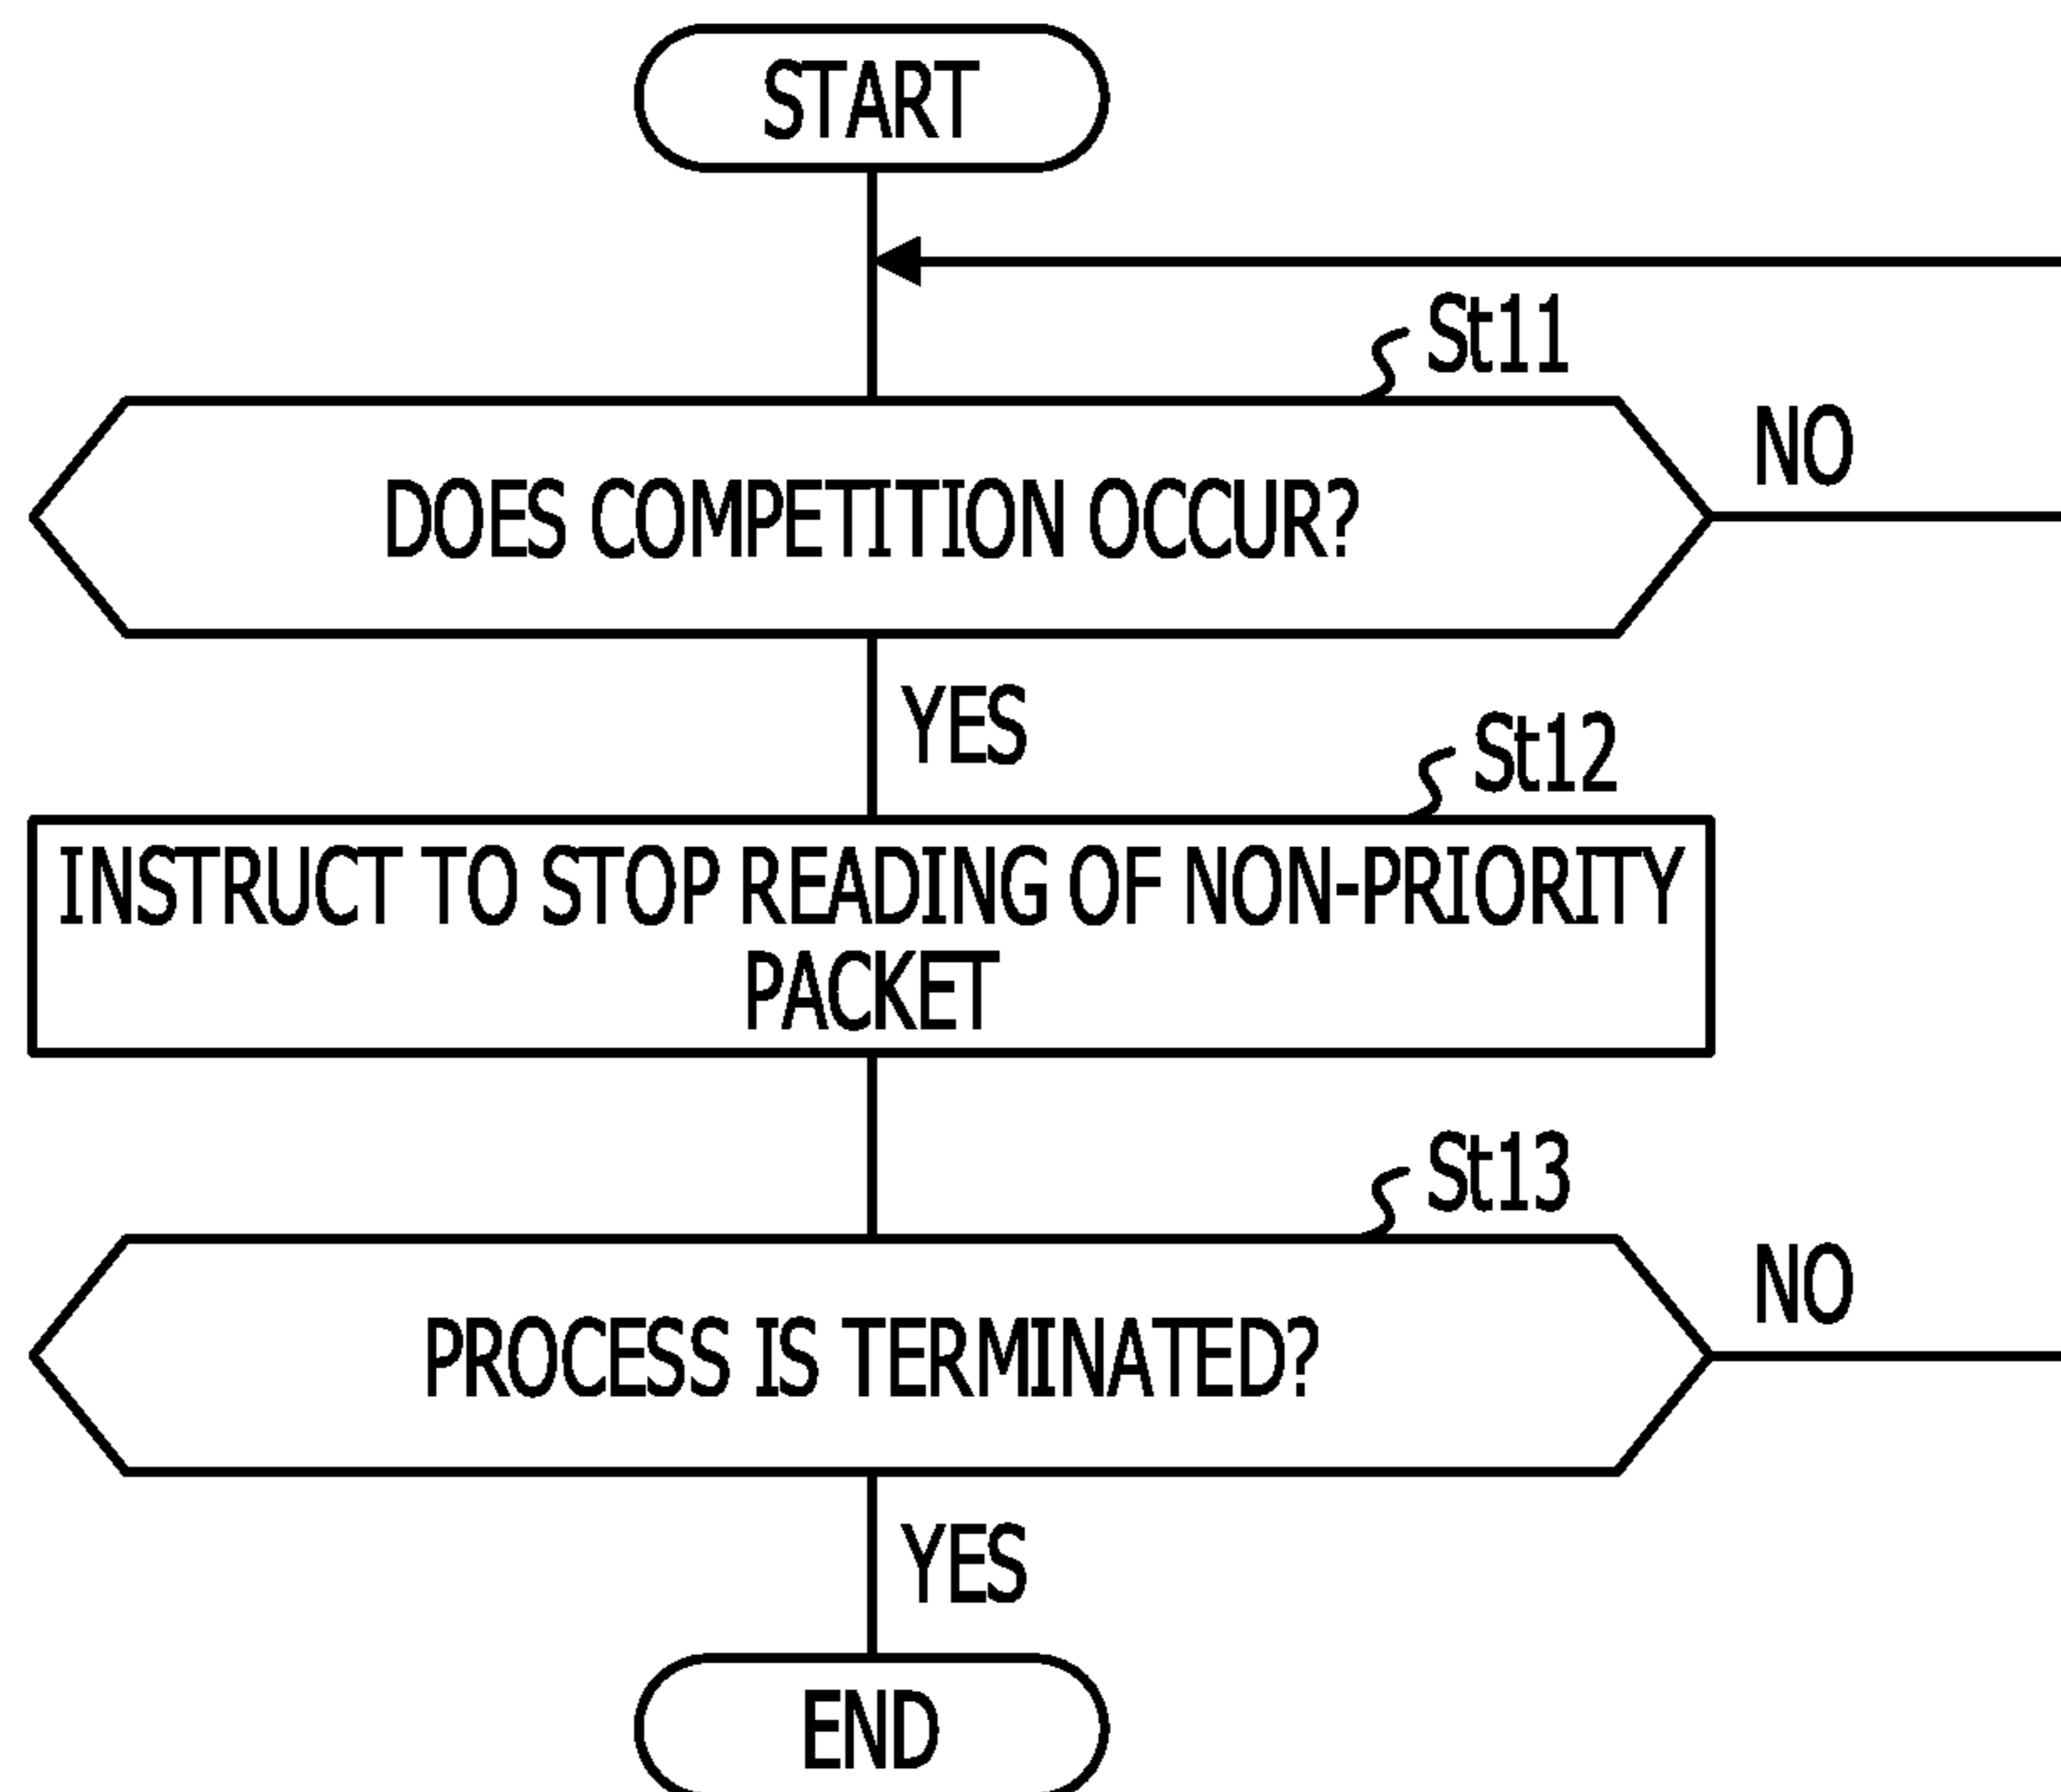 START
St11
DOES COMPETITION OCCUR?
NO
YES
St12
INSTRUCT TO STOP READING OF NON-PRIORITY
PACKET
St13
PROCESS IS TERMINATED?
NO
YES
END